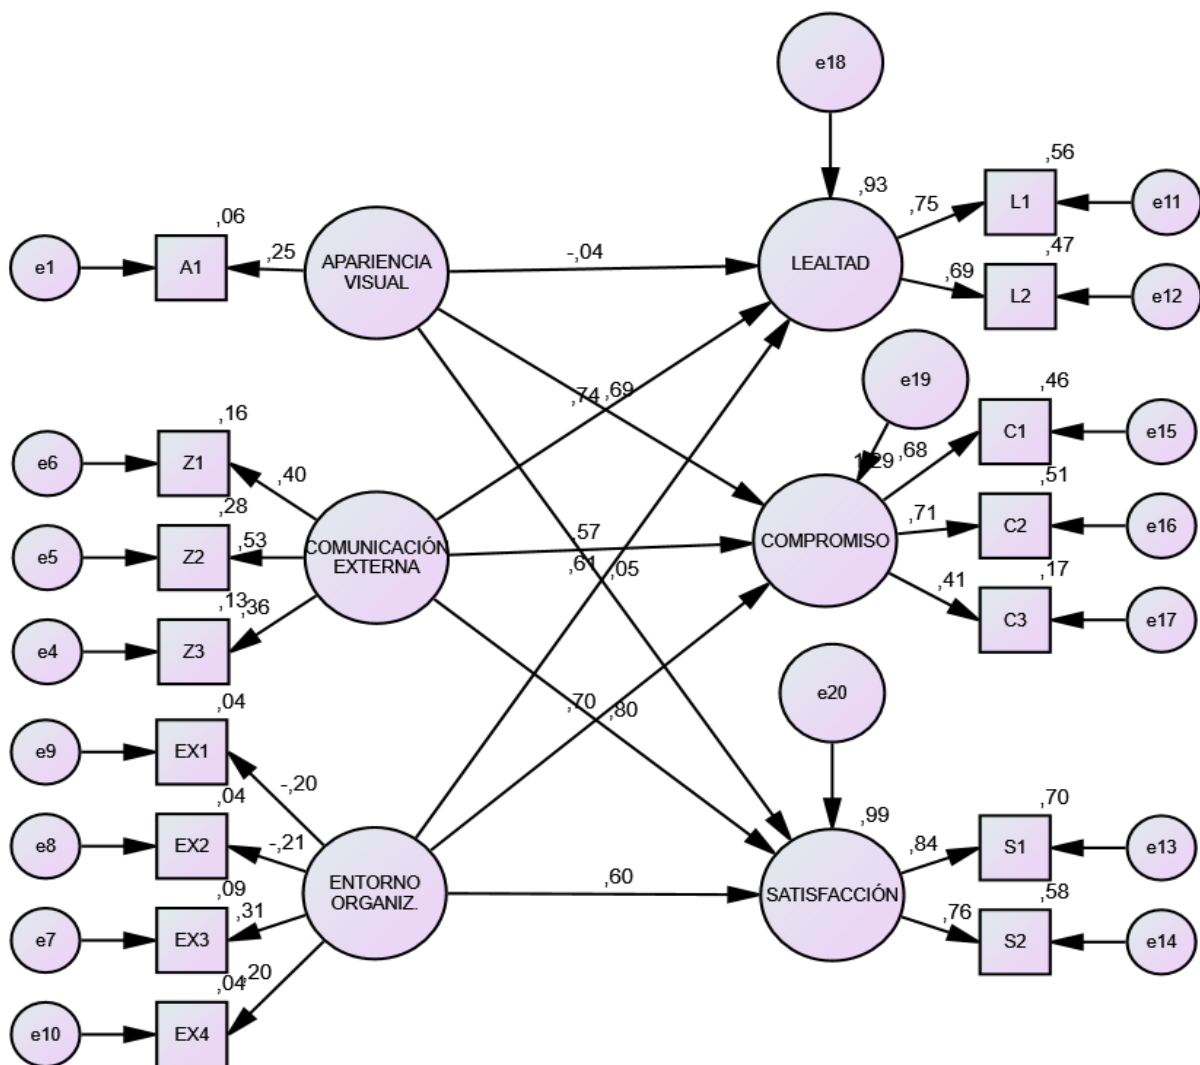 e18
,56
,93
,75
L1
e11
,06
,47
e1
A1
,25
APARIENCIA
VISUAL
-,04
LEALTAD
,69
L2
e12
e19
,46
,74
,69
,16
e6
Z1
,40
1,29
,68
C1
e15
,28
,51
e5
Z2
,53
COMUNICACIÓN
EXTERNA
,57
,61
,05
COMPROMISO
,71
C2
e16
,13
,36
,41
,17
e4
Z3
C3
e17
,04
,70
,80
e20
e9
EX1
-,20
,04
,99
,70
e8
EX2
-,21
,84
S1
e13
,09
ENTORNO
ORGANIZ.
,60
SATISFACCIÓN
,58
e7
EX3
,31
,76
S2
e14
,04
,20
e10
EX4